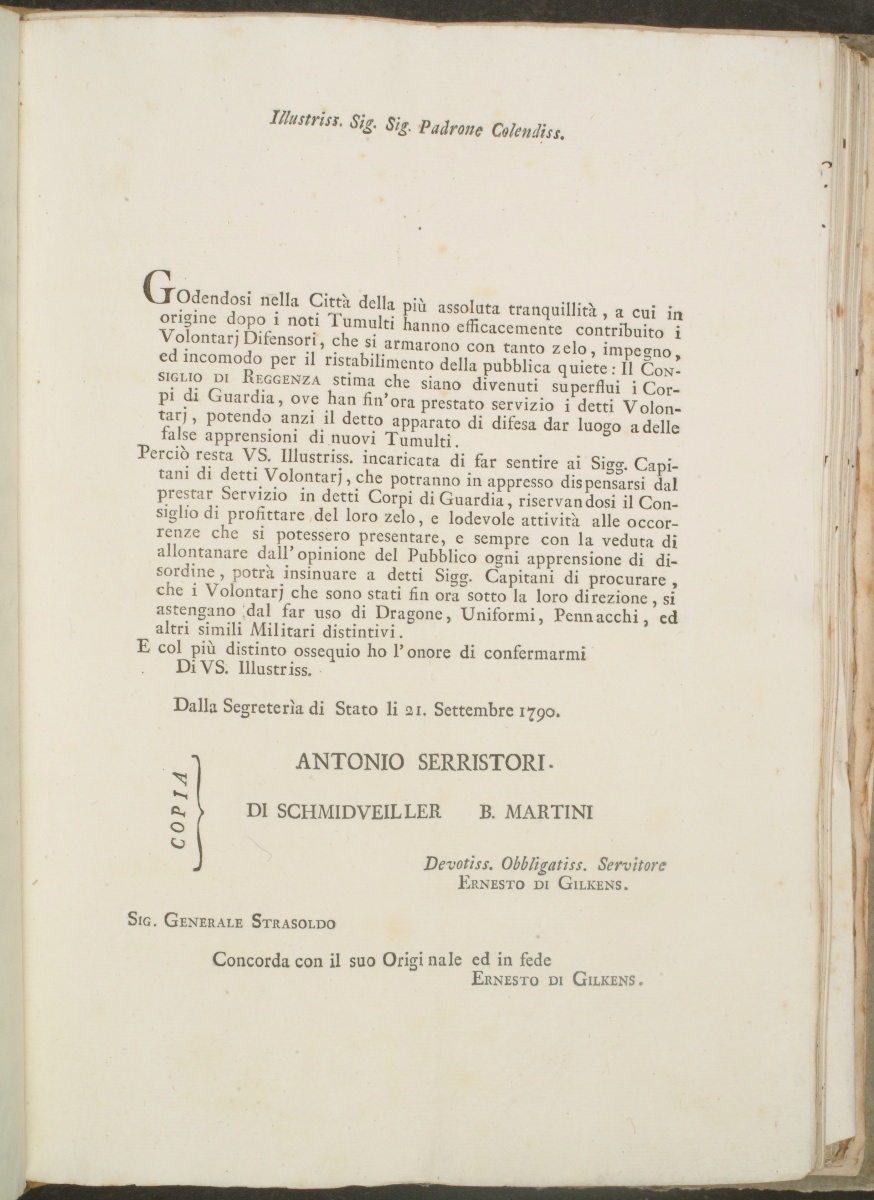 Illustriss. Sig. Sig. Padrone Colendiss.
GOdendosi nella Città della più assoluta tranquillità, a cui in
origine dopo i noti Tumulti hanno efficacemente contribuito i
Volontarj Difensori, che si armarono con tanto zelo, impegno,
ed incomodo per il ristabilimento della pubblica quiete: Il CON-
SIGLIO DI REGGENZA stima che siano divenuti superflui i Cor-
pi di Guardia, ove han fin'ora prestato servizio i detti Volon-
tarj, potendo anzi il detto apparato di difesa dar luogo a delle
false apprensioni di nuovi Tumulti.
Perciò resta VS. Illustriss. incaricata di far sentire ai Sigg. Capi-
tani di detti Volontarj, che potranno in appresso dispensarsi dal
prestar Servizio in detti Corpi di Guardia, riservandosi il Con-
siglio di profittare del loro zelo, e lodevole attività alle occor-
renze che si potessero presentare, e sempre con la veduta di
allontanare dall'opinione del Pubblico ogni apprensione di di-
sordine, potrà insinuare a detti Sigg. Capitani di procurare,
che i Volontarj che sono stati fin ora sotto la loro direzione, si
astengano dal far uso di Dragone, Uniformi, Pennacchi, ed
altri simili Militari distintivi.
E col più distinto ossequio ho l'onore di confermarmi
Di VS. Illustriss.
Dalla Segreterìa di Stato li 21. Settembre 1790.
COPIA
ANTONIO SERRISTORI.
DI SCHMIDVEILLER B. MARTINI
Devotiss. Obbligatiss. Servitore
ERNESTO DI GILKENS.
SIG. GENERALE STRASOLDO
Concorda con il suo Origi nale ed in fede
ERNESTO DI GILKENS.